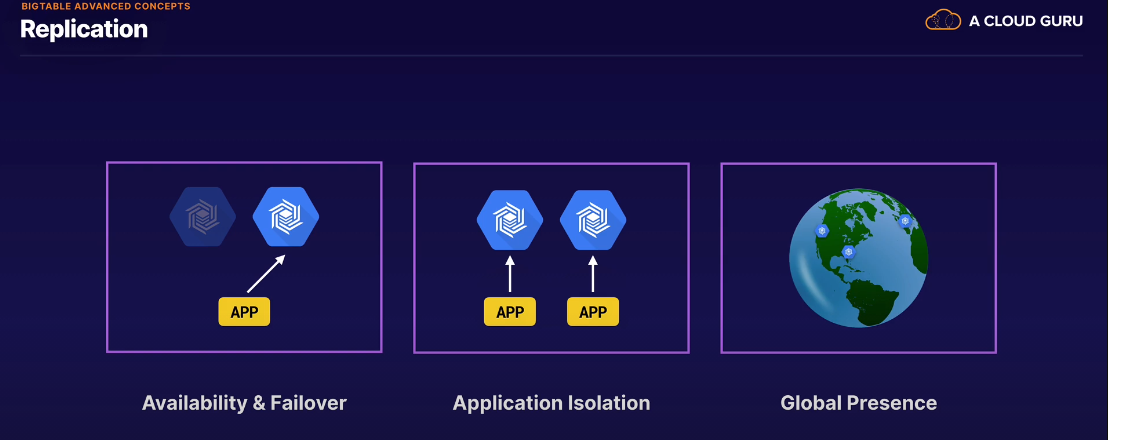 BIGTABLE ADVANCED CONCEPTS
Replication
A CLOUD GURU
APP
APP
APP
Availability & Failover
Application Isolation
Global Presence